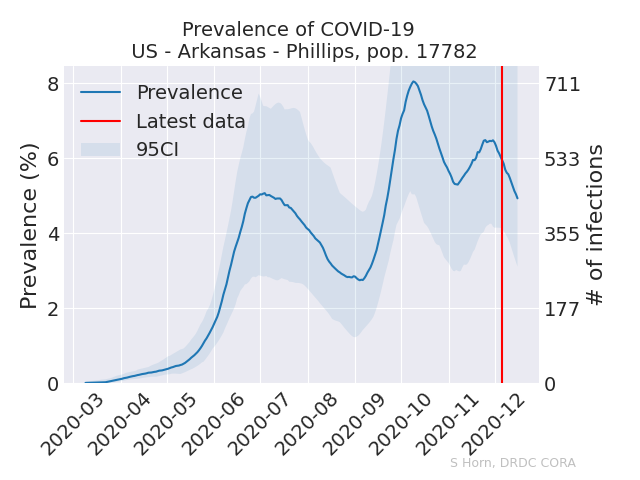 Prevalence of COVID-19
US - Arkansas - Phillips, pop. 17782
Prevalence
Latest data
95CI
Prevalence (%)
8
6
4
2
0
711
533
355
177
0
# of infections
2020-03
2020-04
2020-05
2020-06
2020-07
2020-08
2020-09
2020-10
2020-11
2020-12
S Horn, DRDC CORA